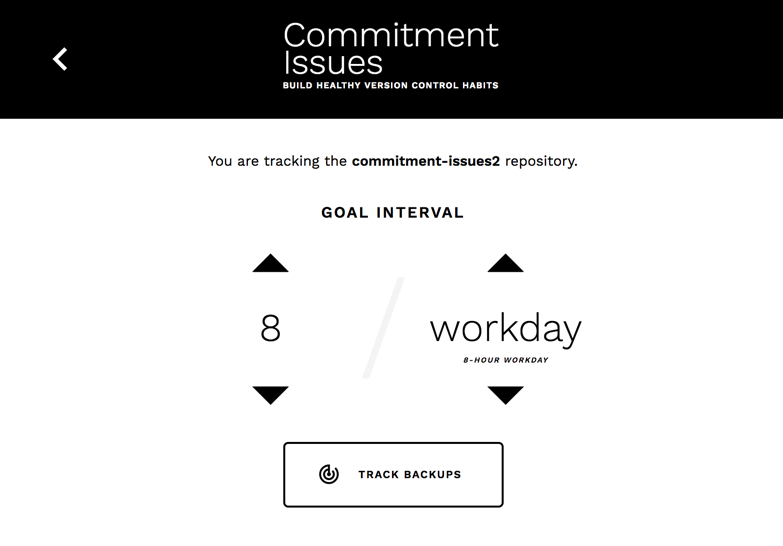 Commitment
Issues
BUILD HEALTHY VERSION CONTROL HABITS
You are tracking the commitment-issues2 repository.
GOAL INTERVAL
8 / workday
8-HOUR WORKDAY
TRACK BACKUPS